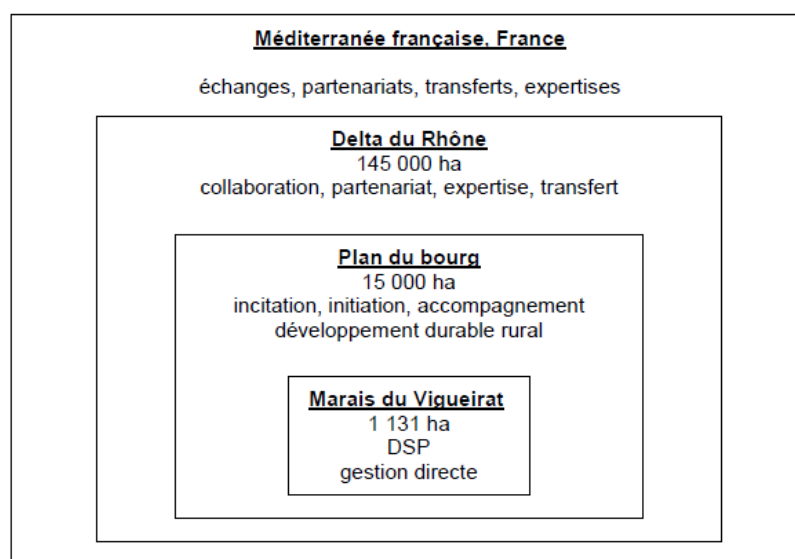 Méditerranée française, France
échanges, partenariats, transferts, expertises
Delta du Rhône
145 000 ha
collaboration, partenariat, expertise, transfert
Plan du bourg
15 000 ha
incitation, initiation, accompagnement
développement durable rural
Marais du Vigueirat
1 131 ha
DSP
gestion directe